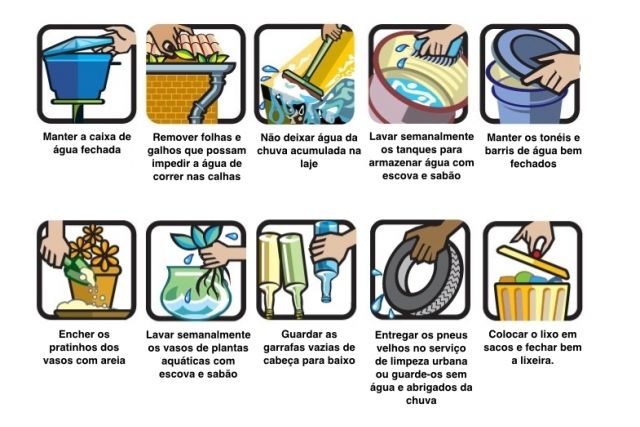 Manter a caixa de
água fechada
Remover folhas e
galhos que possam
impedir a água de
correr nas calhas
Não deixar água da
chuva acumulada na
laje
Lavar semanalmente
os tanques para
armazenar água com
escova e sabão
Manter os tonéis e
barris de água bem
fechados
Encher os
pratinhos dos
vasos com areia
Lavar semanalmente
os vasos de plantas
aquáticas com
escova e sabão
Guardar as
garrafas vazias de
cabeça para baixo
Entregar os pneus
velhos no serviço
de limpeza urbana
ou guarde-os sem
água e abrigados da
chuva
Colocar o lixo em
sacos e fechar bem
a lixeira.